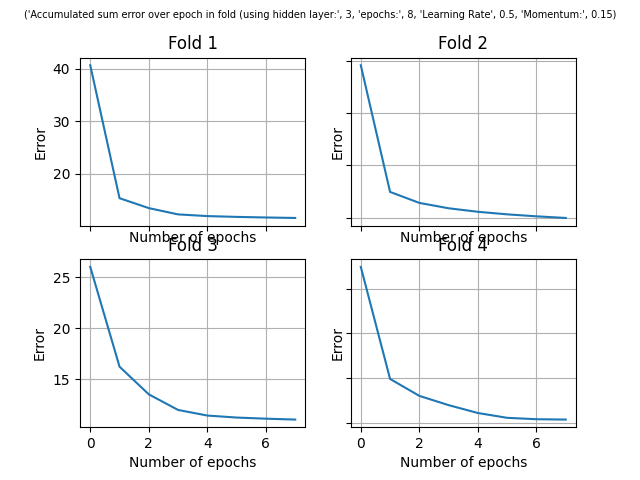 ('Accumulated sum error over epoch in fold (using hidden layer:', 3, 'epochs:', 8, 'Learning Rate', 0.5, 'Momentum:', 0.15)
Fold 1
Fold 2
40
30
20
Error
Error
Number of epochs
Number of epochs
Fold 3
Fold 4
25
20
15
Error
Error
0 2 4 6
0 2 4 6
Number of epochs
Number of epochs